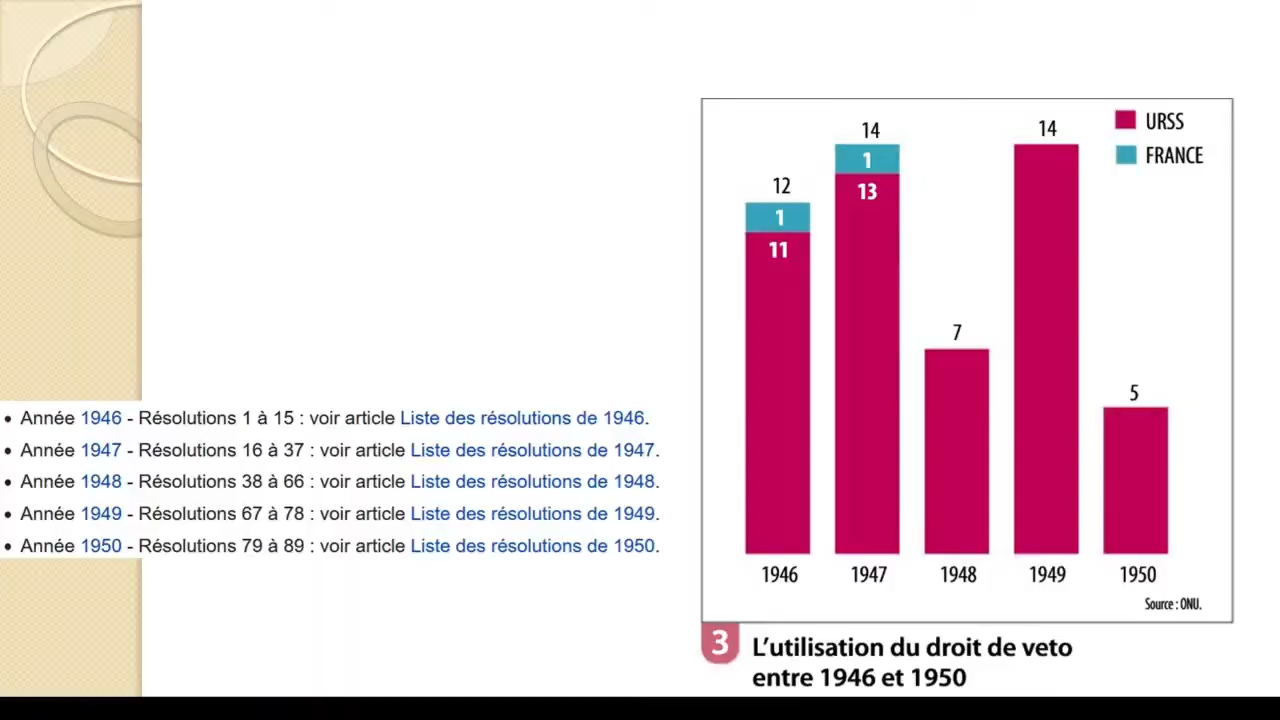 • Année 1946 - Résolutions 1 à 15 : voir article Liste des résolutions de 1946.
• Année 1947 - Résolutions 16 à 37 : voir article Liste des résolutions de 1947.
• Année 1948 - Résolutions 38 à 66 : voir article Liste des résolutions de 1948.
• Année 1949 - Résolutions 67 à 78 : voir article Liste des résolutions de 1949.
• Année 1950 - Résolutions 79 à 89 : voir article Liste des résolutions de 1950.
URSS
FRANCE
12
1
11
14
1
13
7
14
5
1946 1947 1948 1949 1950
Source : ONU.
3 L’utilisation du droit de veto
entre 1946 et 1950